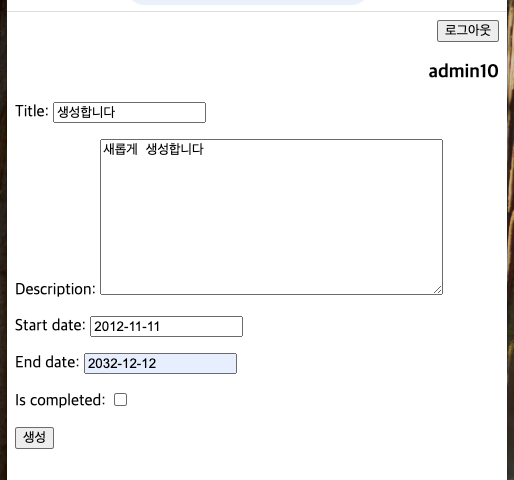 로그아웃
admin10
Title: 생성합니다
새롭게 생성합니다
Description:
Start date: 2012-11-11
End date: 2032-12-12
Is completed:
생성